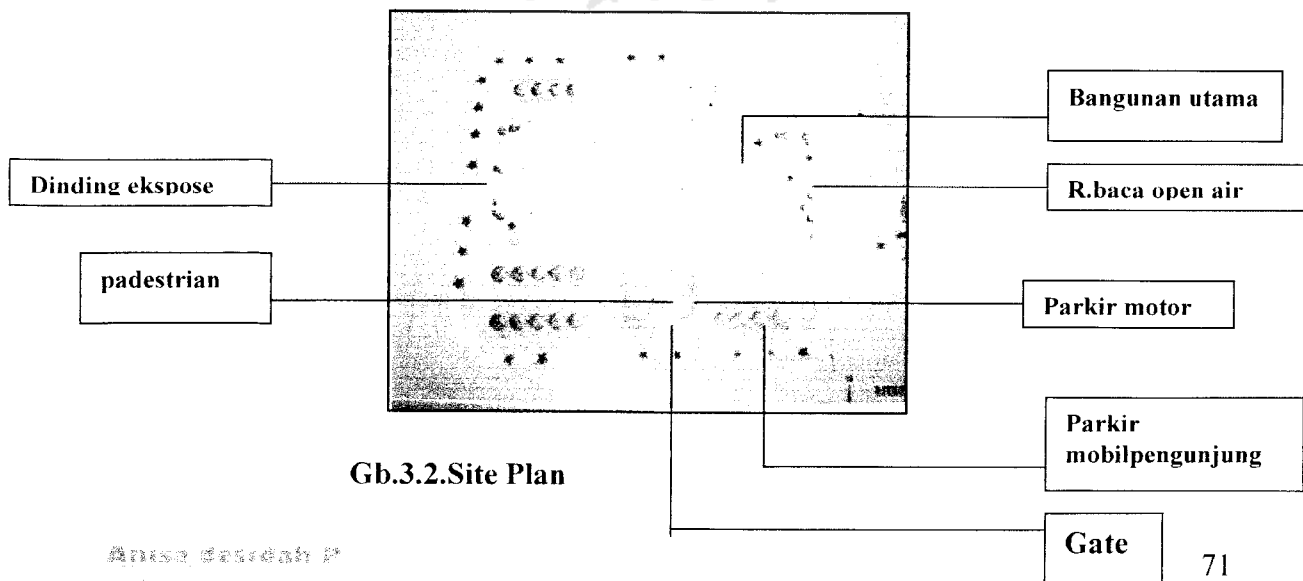 Bangunan utama
Dinding ekspose
R.baca open air
padestrian
Parkir motor
Parkir
mobilpengunjung
Gb.3.2.Site Plan
Gate
71